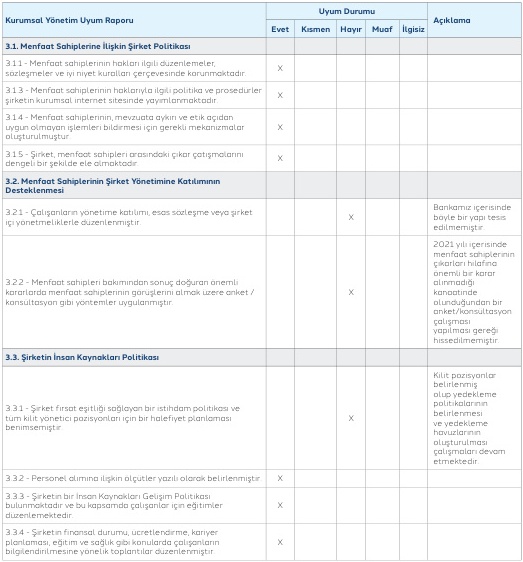 Kurumsal Yönetim Uyum Raporu
Uyum Durumu
Açıklama
Evet Kısmen Hayır Muaf İlgisiz
3.1. Menfaat Sahiplerine İlişkin Şirket Politikası
3.1.1 - Menfaat sahiplerinin hakları ilgili düzenlemeler,
sözleşmeler ve iyi niyet kuralları çerçevesinde korunmaktadır.
X
3.1.3 - Menfaat sahiplerinin haklarıyla ilgili politika ve prosedürler
şirketin kurumsal internet sitesinde yayımlanmaktadır.
X
3.1.4 - Menfaat sahiplerinin, mevzuata aykırı ve etik açıdan
uygun olmayan işlemleri bildirmesi için gerekli mekanizmalar
oluşturulmuştur.
X
3.1.5 - Şirket, menfaat sahipleri arasındaki çıkar çatışmalarını
dengeli bir şekilde ele almaktadır.
X
3.2. Menfaat Sahiplerinin Şirket Yönetimine Katılımının
Desteklenmesi
3.2.1 - Çalışanların yönetime katılımı, esas sözleşme veya şirket
içi yönetmeliklerle düzenlenmiştir.
X
Bankamız içerisinde
böyle bir yapı tesis
edilmemiştir.
3.2.2 - Menfaat sahipleri bakımından sonuç doğuran önemli
kararlarda menfaat sahiplerinin görüşlerini almak üzere anket /
konsültasyon gibi yöntemler uygulanmıştır.
X
2021 yılı içerisinde
menfaat sahiplerinin
çıkarları hilafına
önemli bir karar
alınmadığı
kanaatinde
olunduğundan bir
anket/konsültasyon
çalışması
yapılması gereği
hissedilmemiştir.
3.3. Şirketin İnsan Kaynakları Politikası
3.3.1 - Şirket fırsat eşitliği sağlayan bir istihdam politikası ve
tüm kilit yönetici pozisyonları için bir halefiyet planlaması
benimsemiştir.
X
Kilit pozisyonlar
belirlenmiş
olup yedekleme
politikalarının
belirlenmesi
ve yedekleme
havuzlarının
oluşturulması
çalışmaları devam
etmektedir.
3.3.2 - Personel alımına ilişkin ölçütler yazılı olarak belirlenmiştir.
X
3.3.3 - Şirketin bir İnsan Kaynakları Gelişim Politikası
bulunmaktadır ve bu kapsamda çalışanlar için eğitimler
düzenlemektedir.
X
3.3.4 - Şirketin finansal durumu, ücretlendirme, kariyer
planlaması, eğitim ve sağlık gibi konularda çalışanların
bilgilendirilmesine yönelik toplantılar düzenlenmiştir.
X